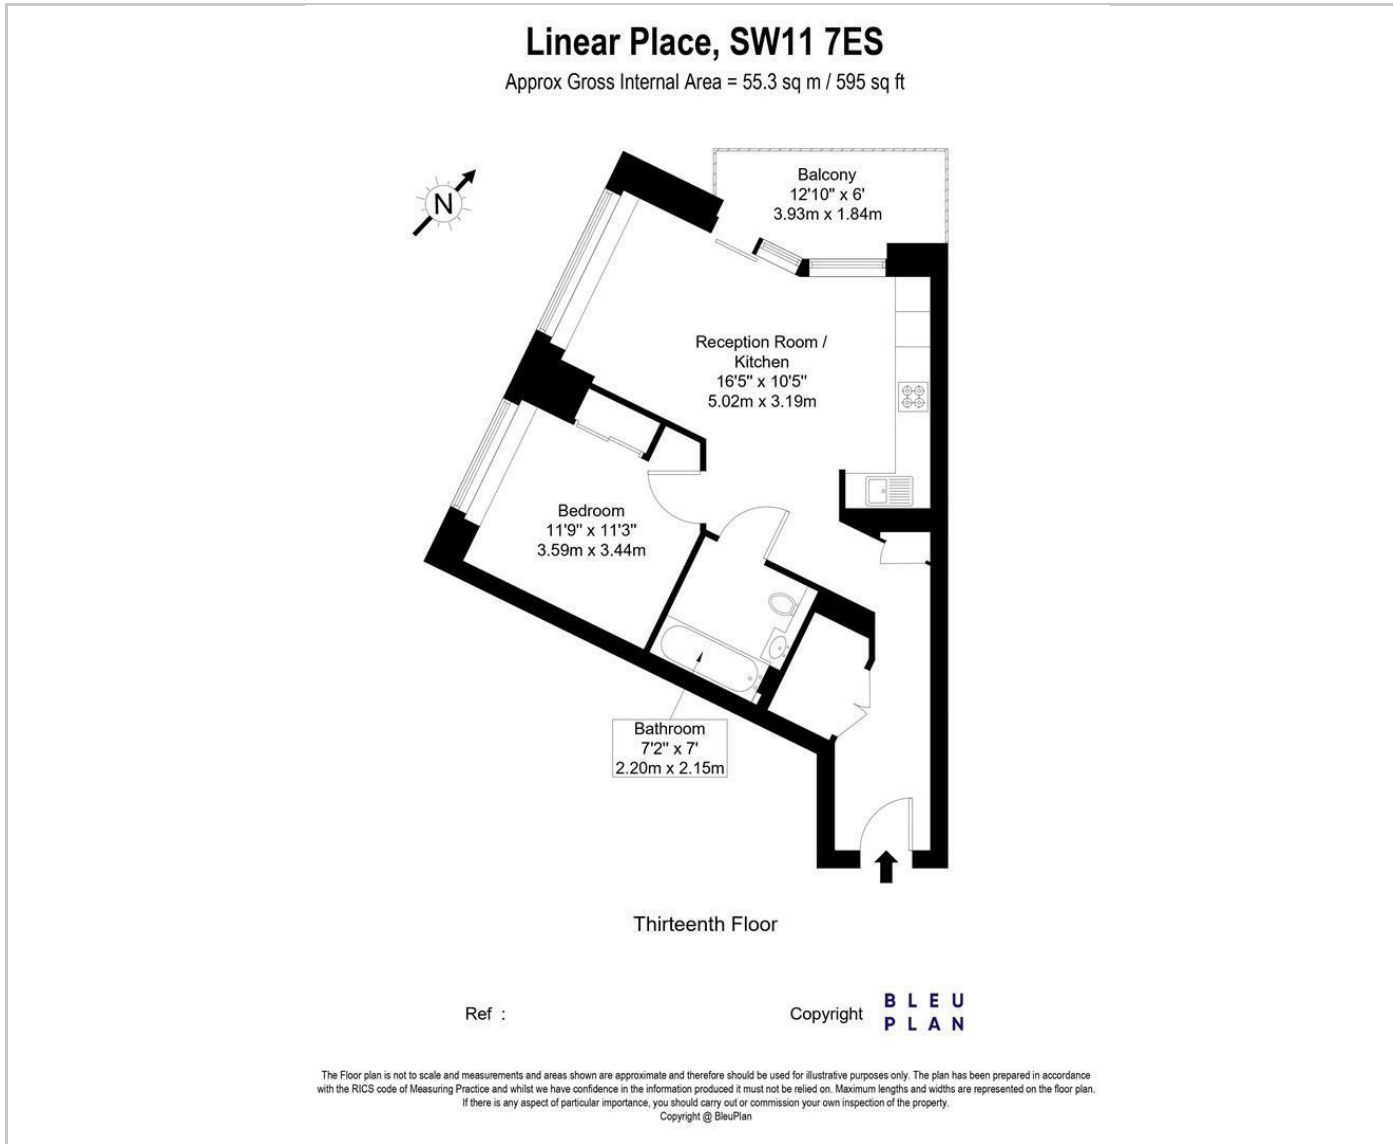 Linear Place, SW11 7ES
Approx Gross Internal Area = 55.3 sq m / 595 sq ft
N
Balcony
12'10" x 6'
3.93m x 1.84m
Reception Room /
Kitchen
16'5" x 10'5"
5.02m x 3.19m
Bedroom
11'9" x 11'3"
3.59m x 3.44m
Bathroom
7'2" x 7'
2.20m x 2.15m
Thirteenth Floor
Ref :
Copyright
BLEU
PLAN
The Floor plan is not to scale and measurements and areas shown are approximate and therefore should be used for illustrative purposes only. The plan has been prepared in accordance
with the RICS code of Measuring Practice and whilst we have confidence in the information produced it must not be relied on. Maximum lengths and widths are represented on the floor plan.
If there is any aspect of particular importance, you should carry out or commission your own inspection of the property.
Copyright @ BleuPlan